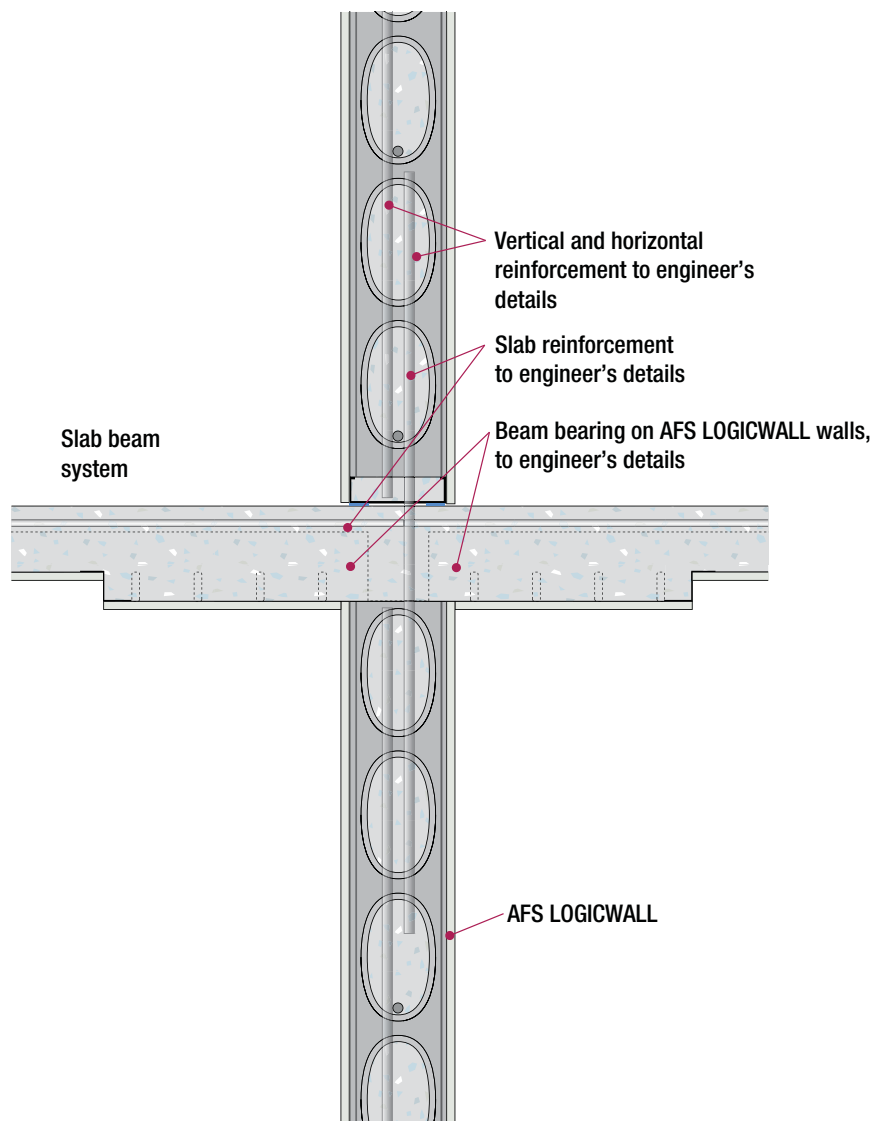 Vertical and horizontal
reinforcement to engineer’s
details
Slab reinforcement
to engineer’s details
Slab beam
system
Beam bearing on AFS LOGICWALL walls,
to engineer’s details
AFS LOGICWALL